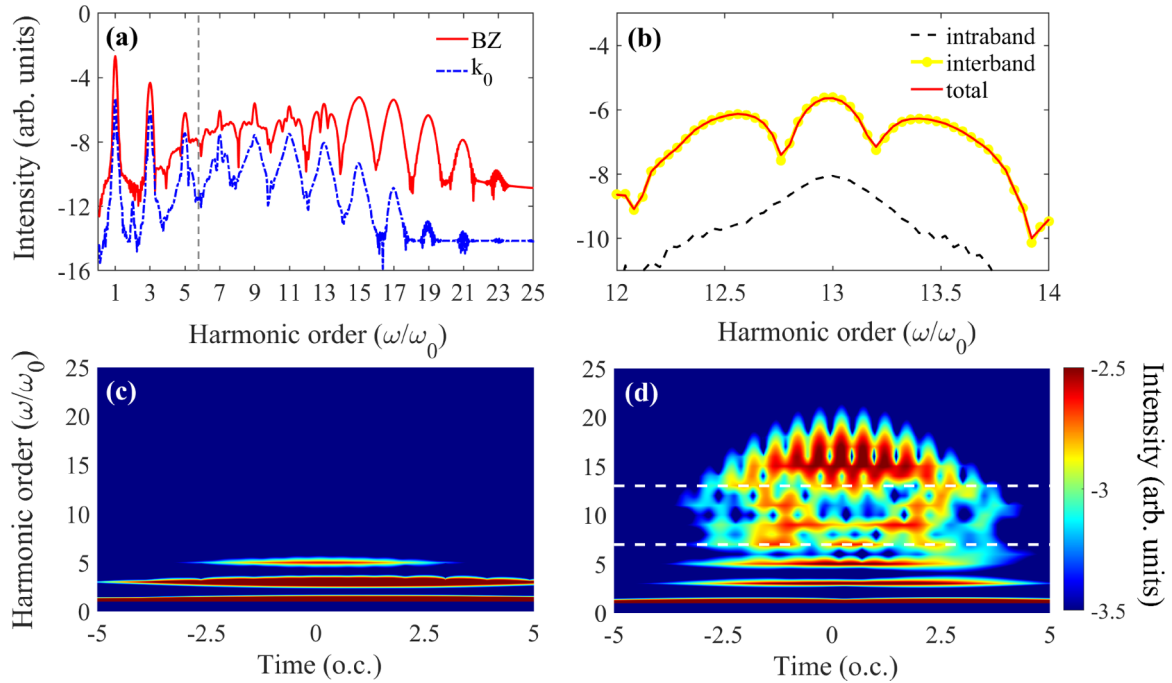 (a)
BZ
k0
0
-4
-8
-12
-16
Intensity (arb. units)
1 3 5 7 9 11 13 15 17 19 21 23 25
Harmonic order (ω/ω0)
(b)
intraband
interband
total
-4
-6
-8
-10
12 12.5 13 13.5 14
Harmonic order (ω/ω0)
(c)
25
20
15
10
5
0
Harmonic order (ω/ω0)
-5 -2.5 0 2.5 5
Time (o.c.)
(d)
25
20
15
10
5
0
-5 -2.5 0 2.5 5
Time (o.c.)
-2.5
-3
-3.5
Intensity (arb. units)